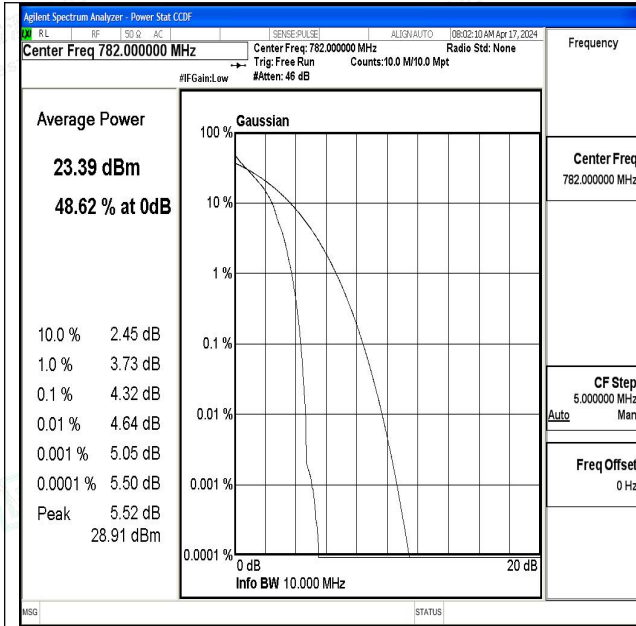 Agilent Spectrum Analyzer - Power Stat CCDF
RL RF 50 Ω AC SENSE:PULSE ALIGN AUTO 08:02:10 AM Apr 17, 2024
Center Freq 782.000000 MHz
Center Freq: 782.000000 MHz Radio Std: None
Trig: Free Run Counts:10.0 M/10.0 Mpt
#IFGain:Low #Atten: 46 dB
Frequency
Average Power
23.39 dBm
48.62 % at 0dB
10.0 % 2.45 dB
1.0 % 3.73 dB
0.1 % 4.32 dB
0.01 % 4.64 dB
0.001 % 5.05 dB
0.0001 % 5.50 dB
Peak 5.52 dB
28.91 dBm
Gaussian
100 %
10 %
1 %
0.1 %
0.01 %
0.001 %
0.0001 %
0 dB 20 dB
Info BW 10.000 MHz
Center Freq
782.000000 MHz
CF Step
5.000000 MHz
Auto Man
Freq Offset
0 Hz
MSG STATUS